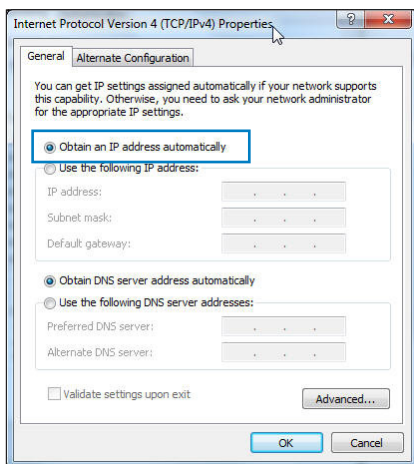 Internet Protocol Version 4 (TCP/IPv4) Properties
General
Alternate Configuration
You can get IP settings assigned automatically if your network supports
this capability. Otherwise, you need to ask your network administrator
for the appropriate IP settings.
Obtain an IP address automatically
Use the following IP address:
IP address:
Subnet mask:
Default gateway:
Obtain DNS server address automatically
Use the following DNS server addresses:
Preferred DNS server:
Alternate DNS server:
Validate settings upon exit
Advanced...
OK
Cancel